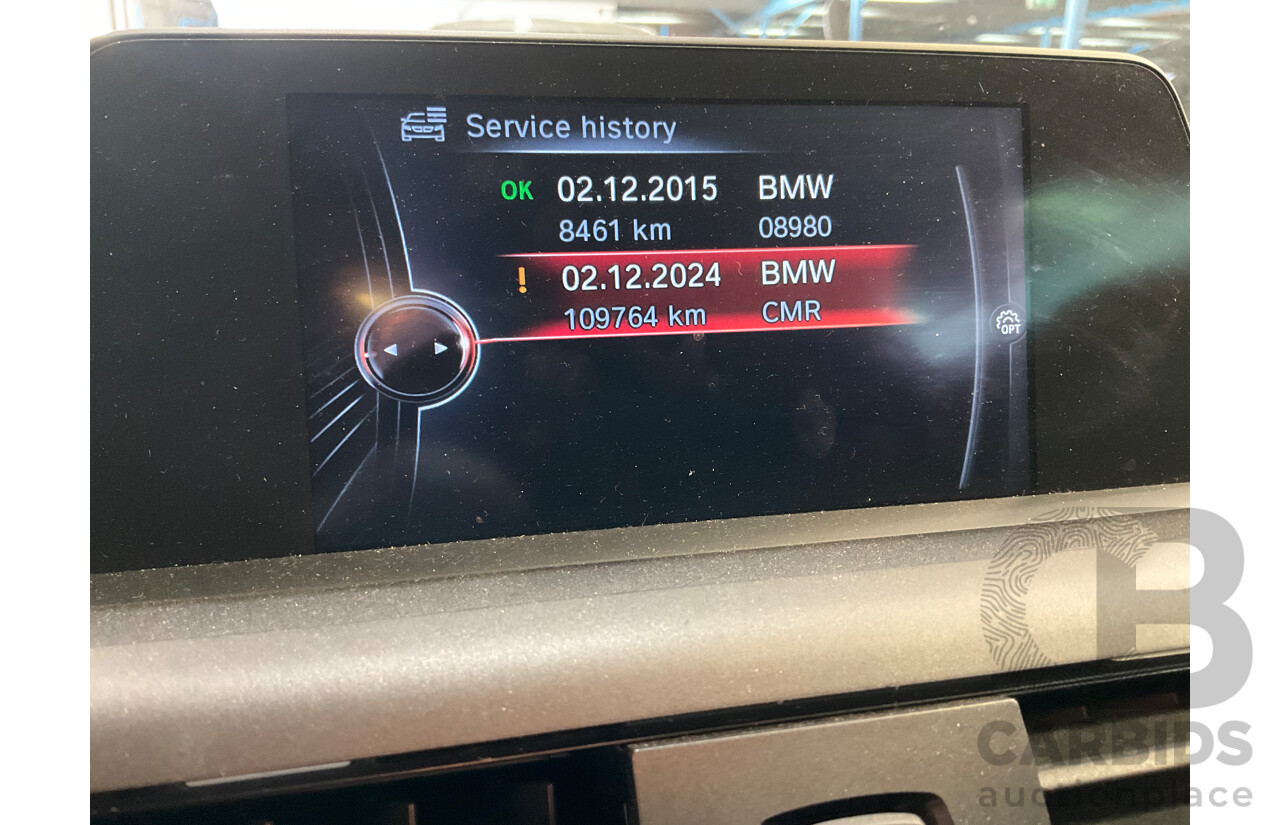 Service history
OK 02.12.2015 BMW
8461 km 08980
! 02.12.2024 BMW
109764 km CMR
OPT
CB
CARBIDS
auctionplace